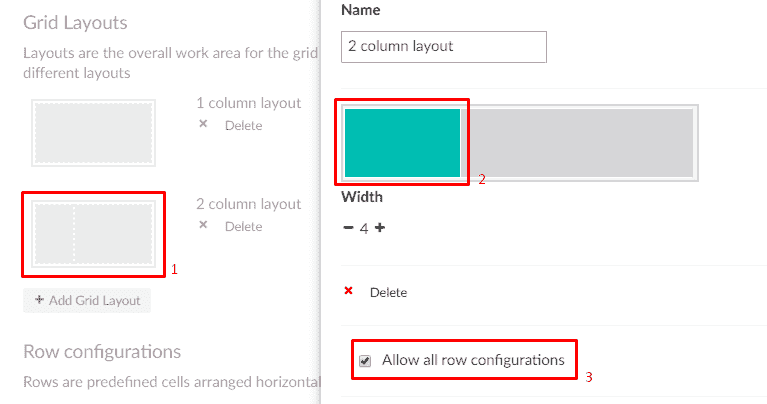 Grid Layouts
Layouts are the overall work area for the grid
different layouts
1 column layout
× Delete
2 column layout
× Delete
1
+ Add Grid Layout
Row configurations
Rows are predefined cells arranged horizontal
Name
2 column layout
2
Width
− 4 +
× Delete
Allow all row configurations
3